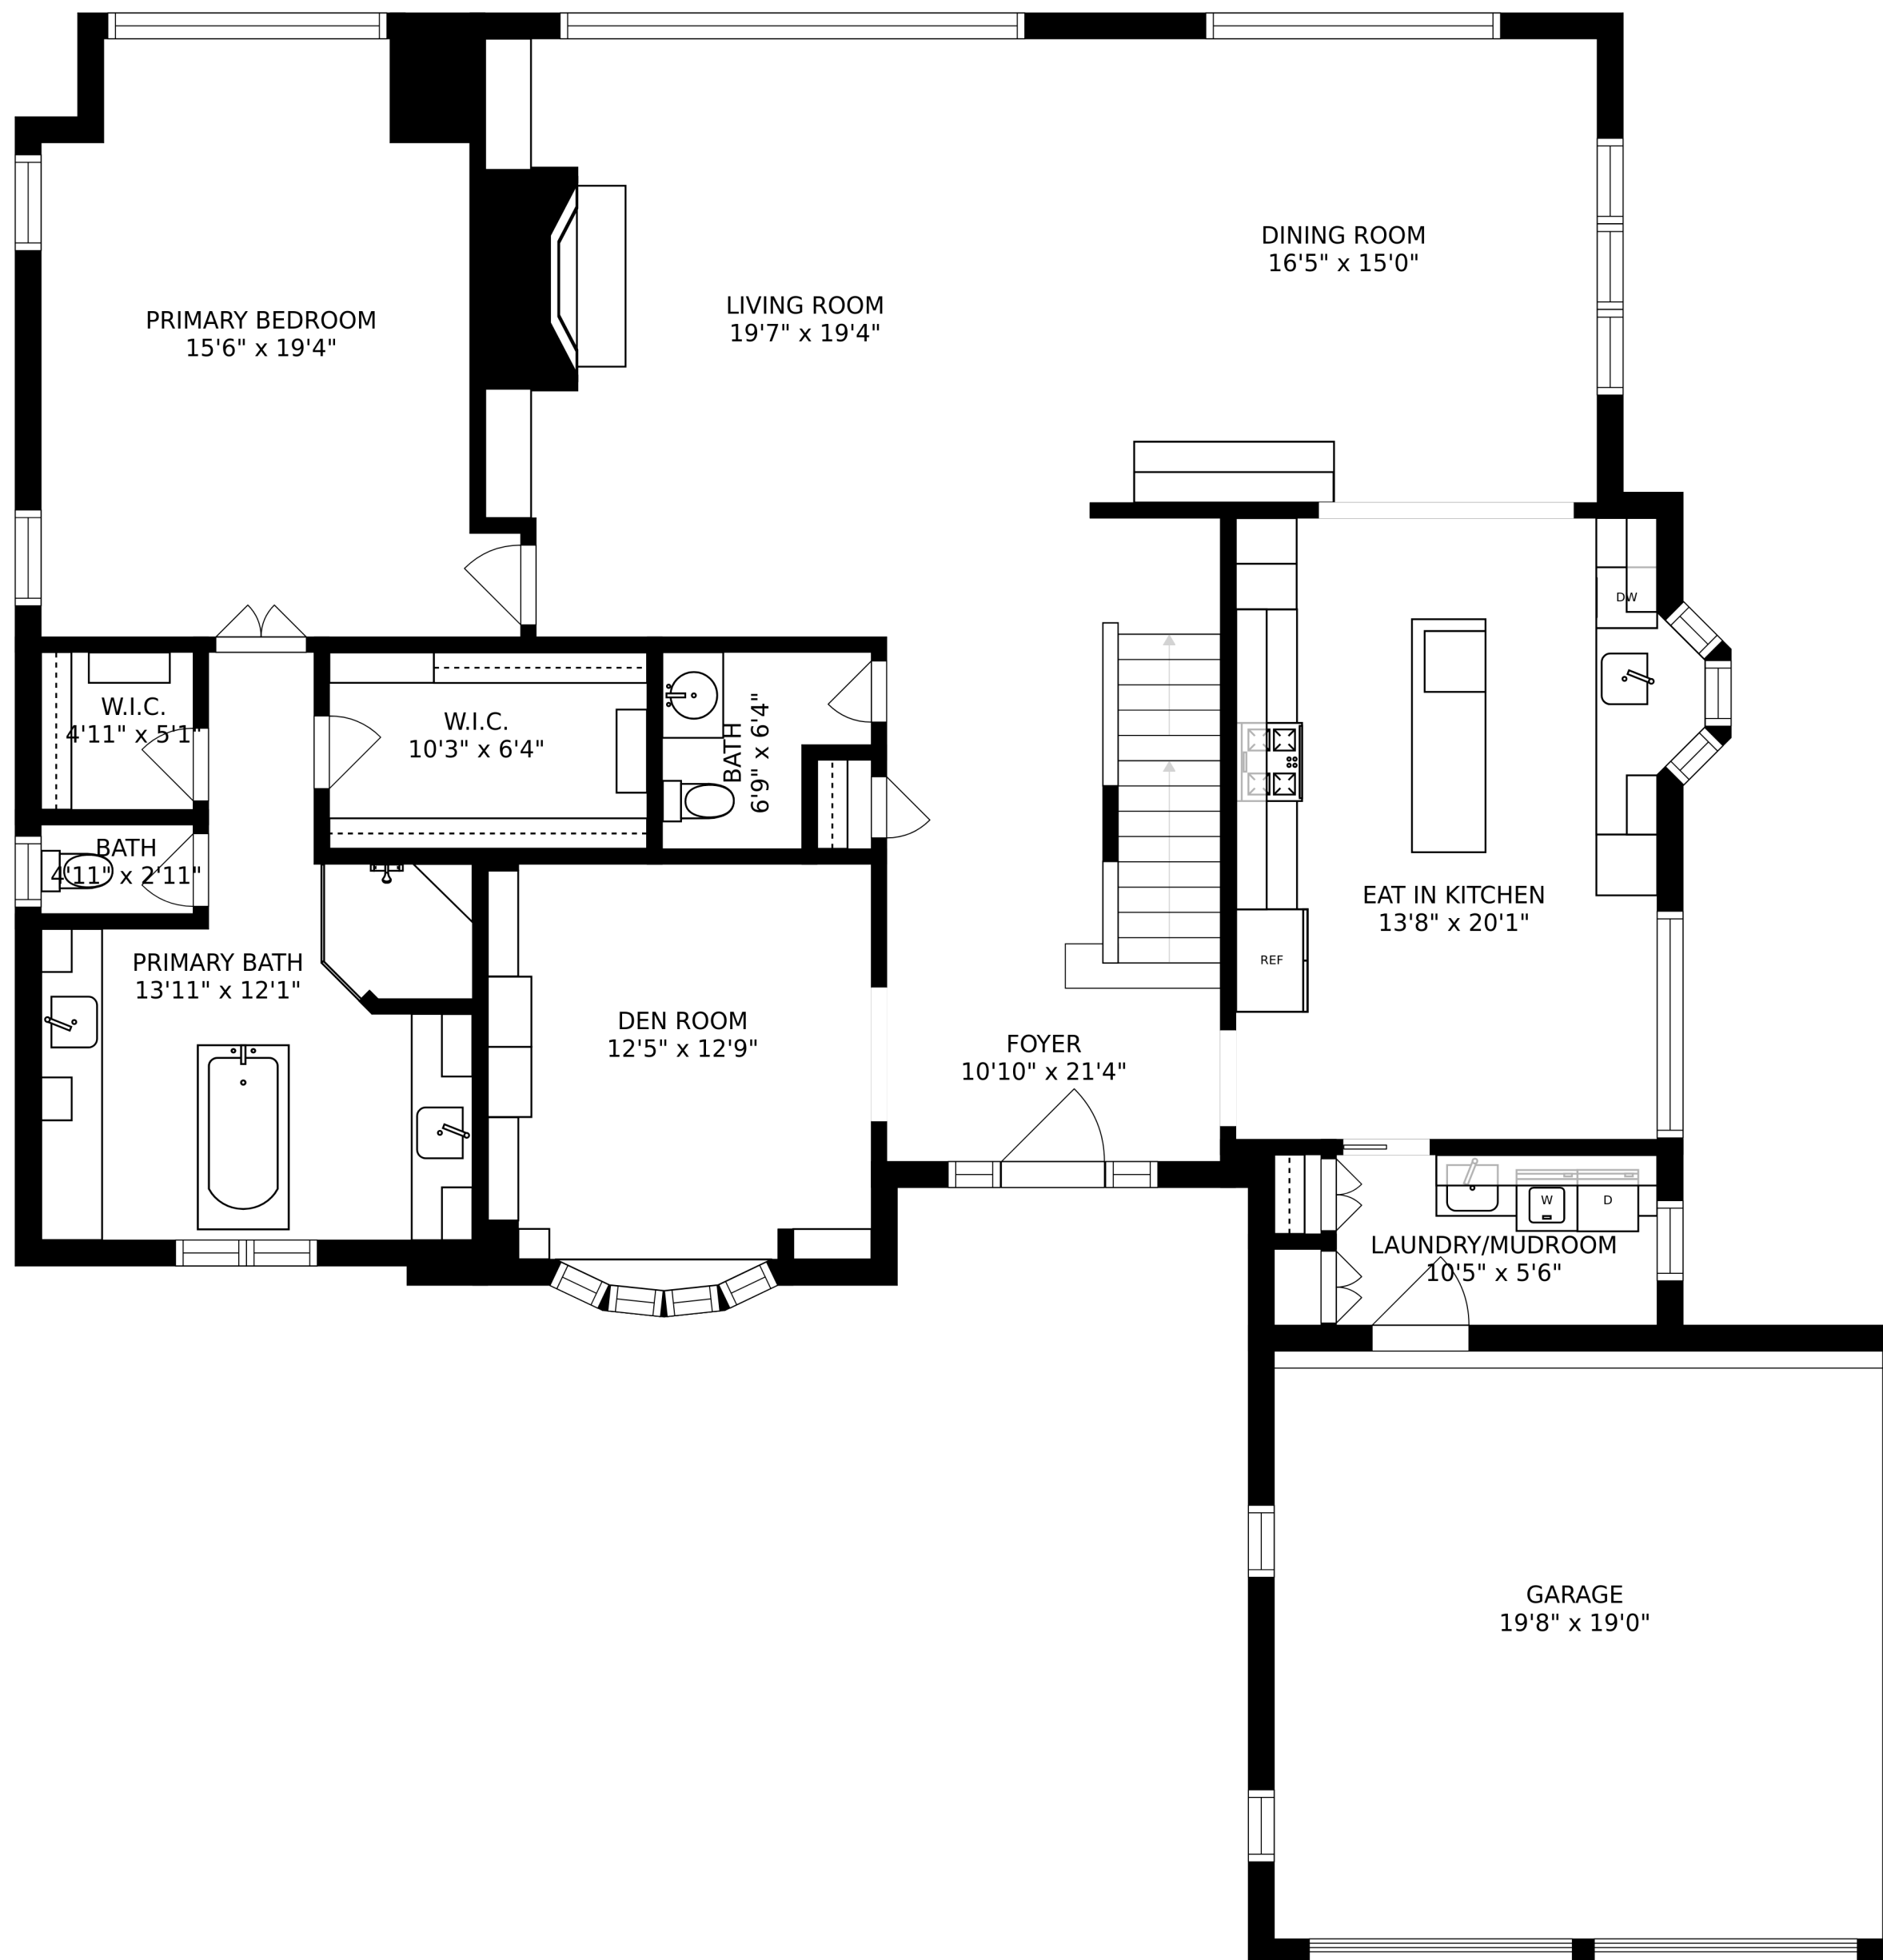 DINING ROOM
16'5" x 15'0"
LIVING ROOM
19'7" x 19'4"
PRIMARY BEDROOM
15'6" x 19'4"
DW
W.I.C.
4'11" x 5'1"
W.I.C.
10'3" x 6'4"
BATH
6'9" x 6'4"
BATH
4'11" x 2'11"
EAT IN KITCHEN
13'8" x 20'1"
REF
PRIMARY BATH
13'11" x 12'1"
DEN ROOM
12'5" x 12'9"
FOYER
10'10" x 21'4"
W
D
LAUNDRY/MUDROOM
10'5" x 5'6"
GARAGE
19'8" x 19'0"